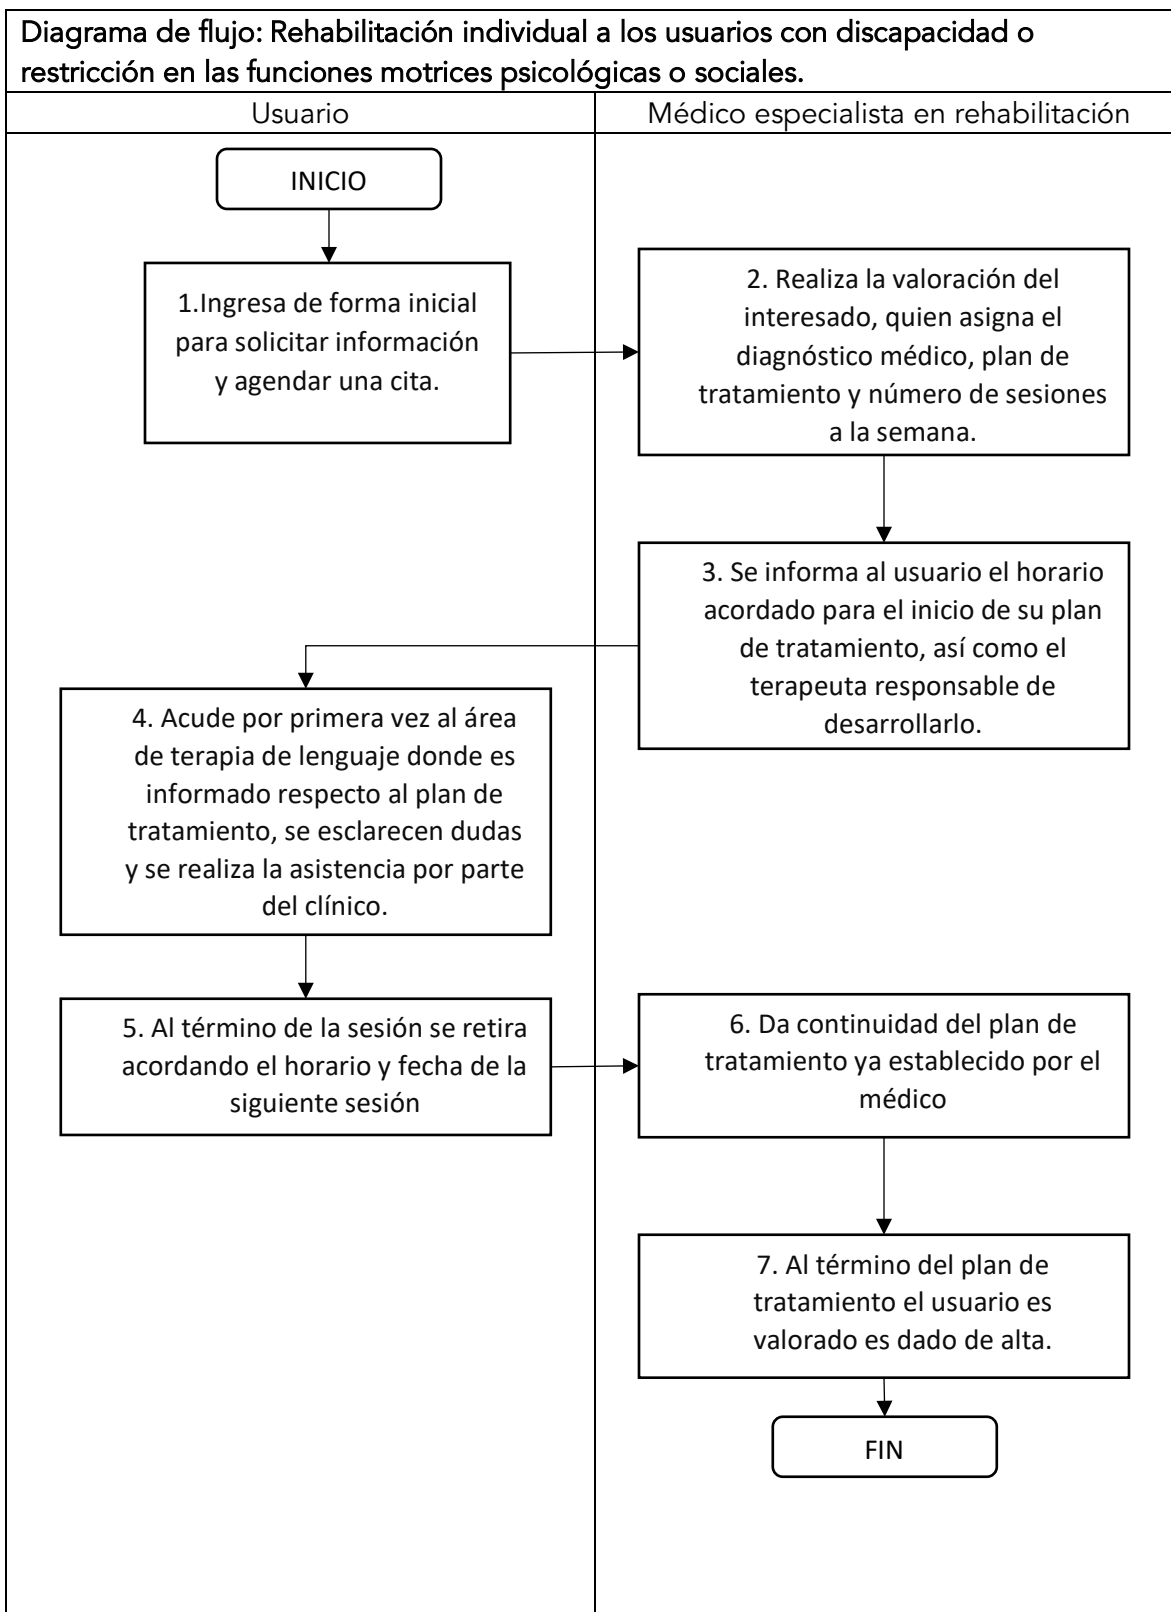 Diagrama de flujo: Rehabilitación individual a los usuarios con discapacidad o
restricción en las funciones motrices psicológicas o sociales.
Usuario
Médico especialista en rehabilitación
INICIO
1.Ingresa de forma inicial
para solicitar información
y agendar una cita.
2. Realiza la valoración del
interesado, quien asigna el
diagnóstico médico, plan de
tratamiento y número de sesiones
a la semana.
3. Se informa al usuario el horario
acordado para el inicio de su plan
de tratamiento, así como el
terapeuta responsable de
desarrollarlo.
4. Acude por primera vez al área
de terapia de lenguaje donde es
informado respecto al plan de
tratamiento, se esclarecen dudas
y se realiza la asistencia por parte
del clínico.
5. Al término de la sesión se retira
acordando el horario y fecha de la
siguiente sesión
6. Da continuidad del plan de
tratamiento ya establecido por el
médico
7. Al término del plan de
tratamiento el usuario es
valorado es dado de alta.
FIN